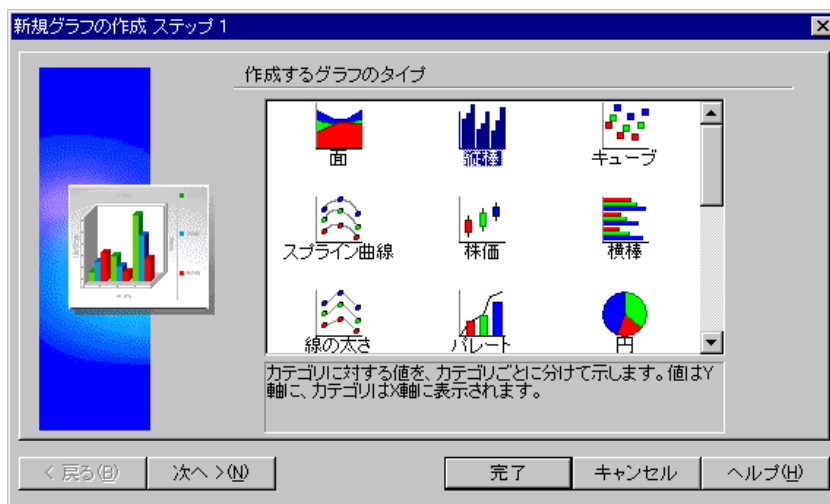 新規グラフの作成 ステップ 1
作成するグラフのタイプ
面
縦棒
キューブ
スプライン曲線
株価
横棒
線の太さ
パレート
円
カテゴリに対する値を、カテゴリごとに分けて示します。値はY
軸に、カテゴリはX軸に表示されます。
< 戻る(B)
次へ >(N)
完了
キャンセル
ヘルプ(H)